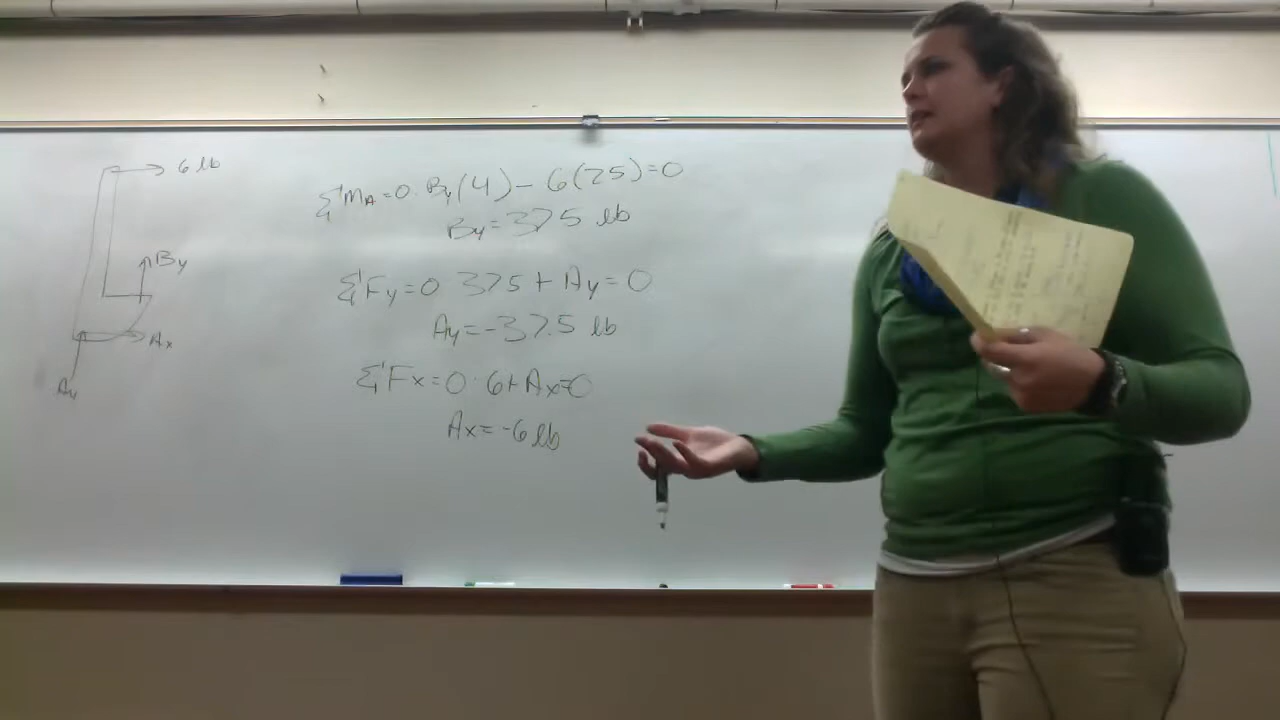 6 lb
By
Ax
Ay
ΣMA=0 By(4) - 6(25)=0
By=37.5 lb
ΣFy=0 37.5 + Ay=0
Ay=-37.5 lb
ΣFx=0 6+Ax=0
Ax=-6 lb